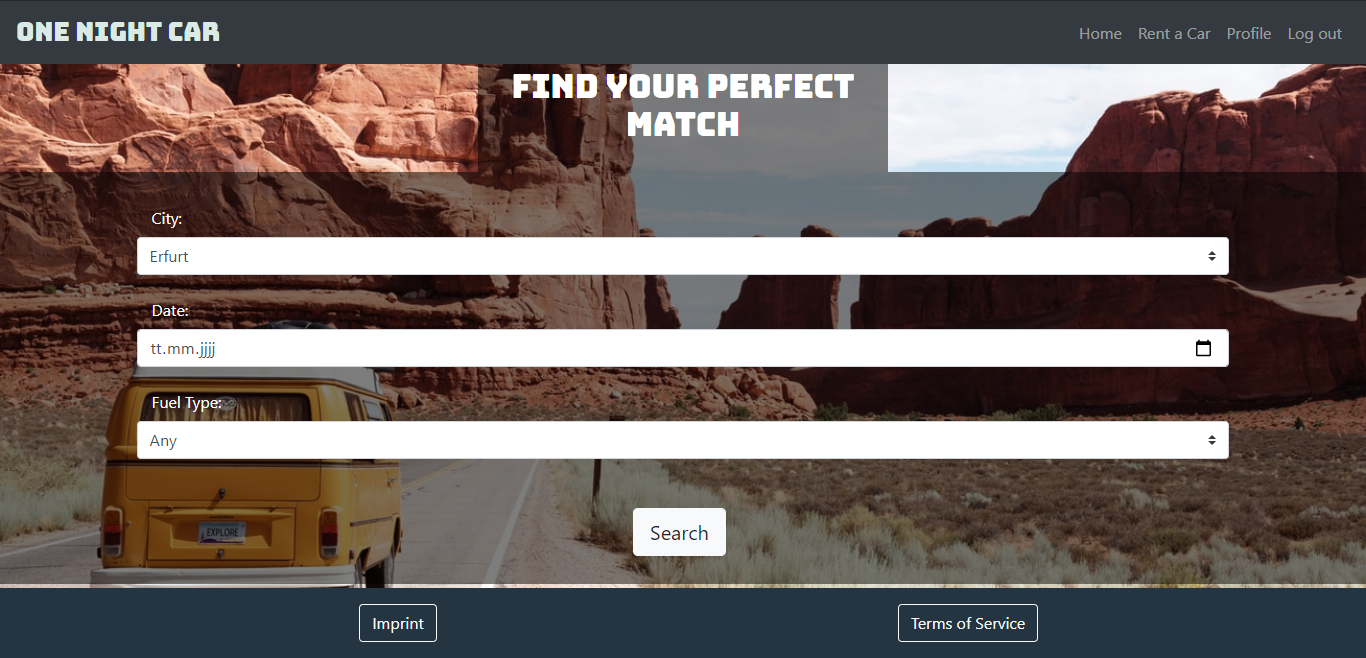 ONE NIGHT CAR
Home Rent a Car Profile Log out
FIND YOUR PERFECT
MATCH
City:
Erfurt
Date:
tt.mm.jjjj
Fuel Type:
Any
EXPLORE
Search
Imprint Terms of Service